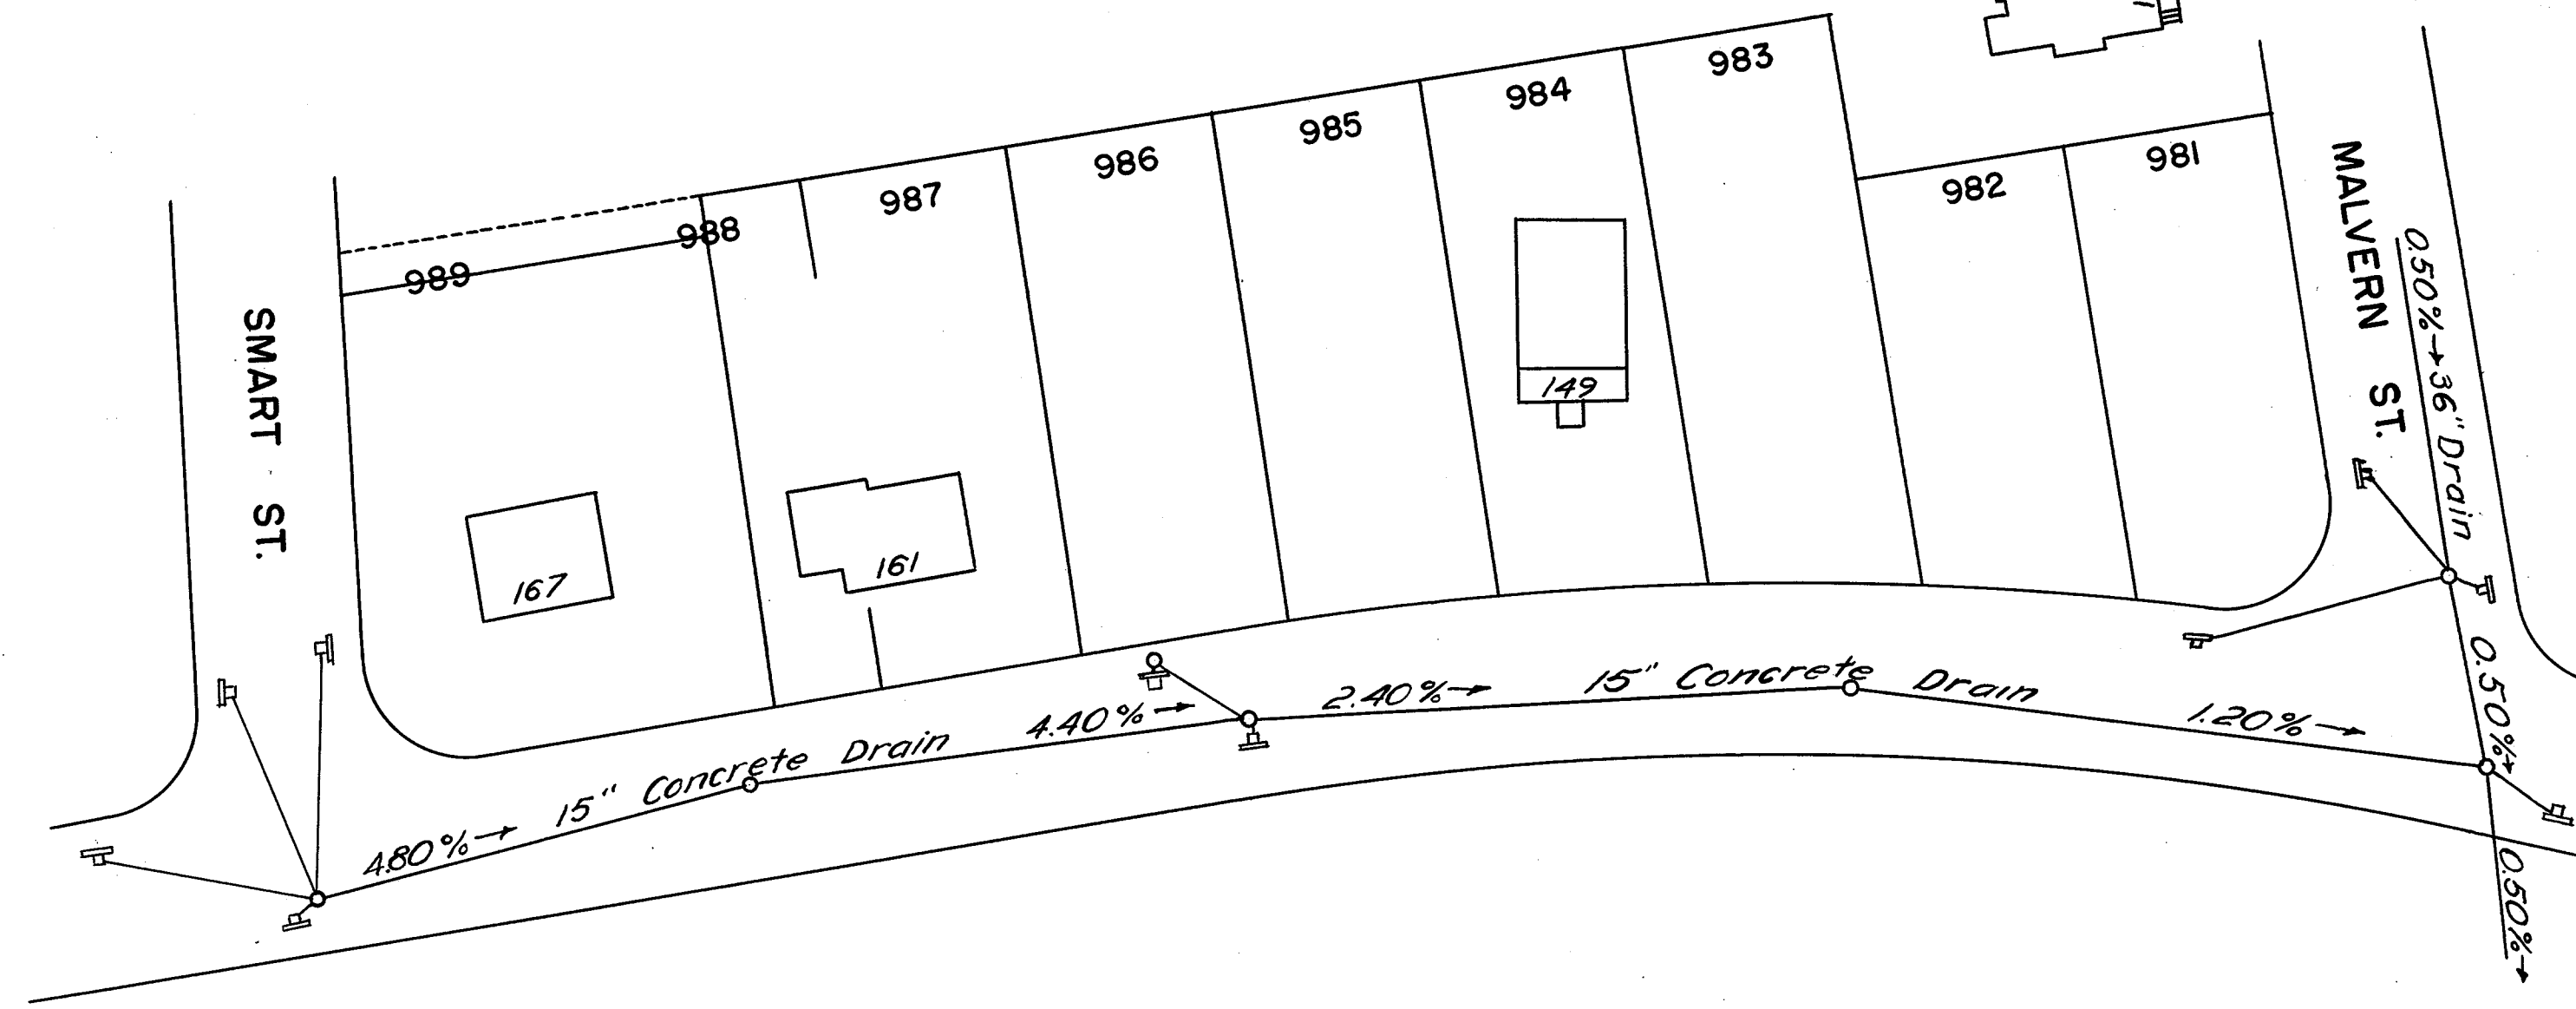 983
984
985
986
987
988
989
982
981
SMART ST.
MALVERN ST.
0.50%→36" Drain
149
161
167
0.50%→
4.80%→ 15" Concrete Drain 4.40%→
2.40%→ 15" Concrete Drain 1.20%→
0.50%→